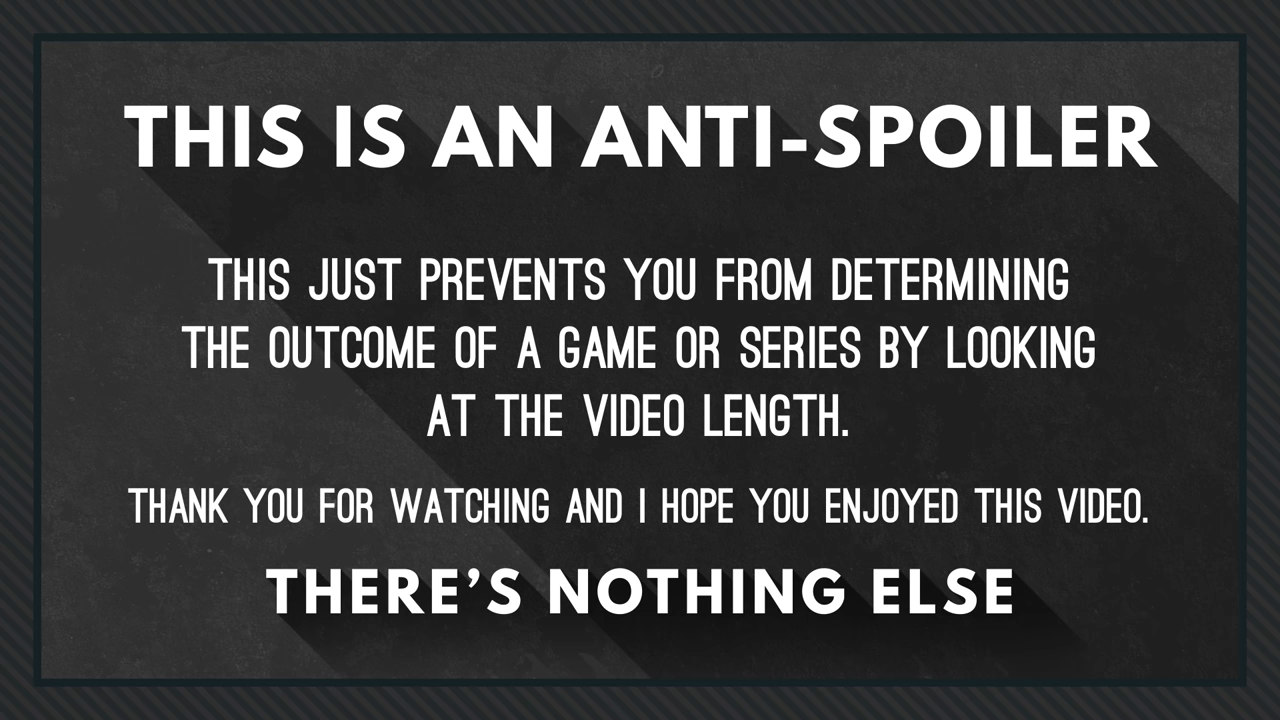 THIS IS AN ANTI-SPOILER
THIS JUST PREVENTS YOU FROM DETERMINING
THE OUTCOME OF A GAME OR SERIES BY LOOKING
AT THE VIDEO LENGTH.
THANK YOU FOR WATCHING AND I HOPE YOU ENJOYED THIS VIDEO.
THERE’S NOTHING ELSE